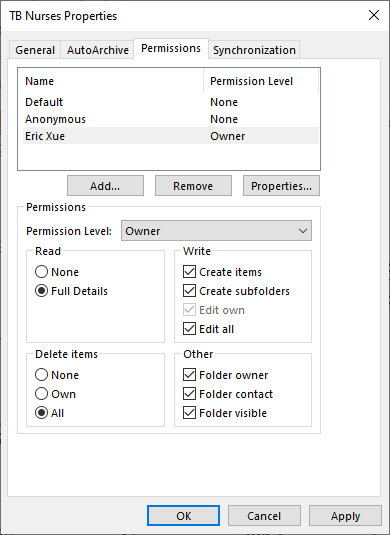 TB Nurses Properties
General AutoArchive Permissions Synchronization
Name Permission Level
Default None
Anonymous None
Eric Xue Owner
Add... Remove Properties...
Permissions
Permission Level: Owner
Read Write
None Create items
Full Details Create subfolders
Edit own
Edit all
Delete items Other
None Folder owner
Own Folder contact
All Folder visible
OK Cancel Apply